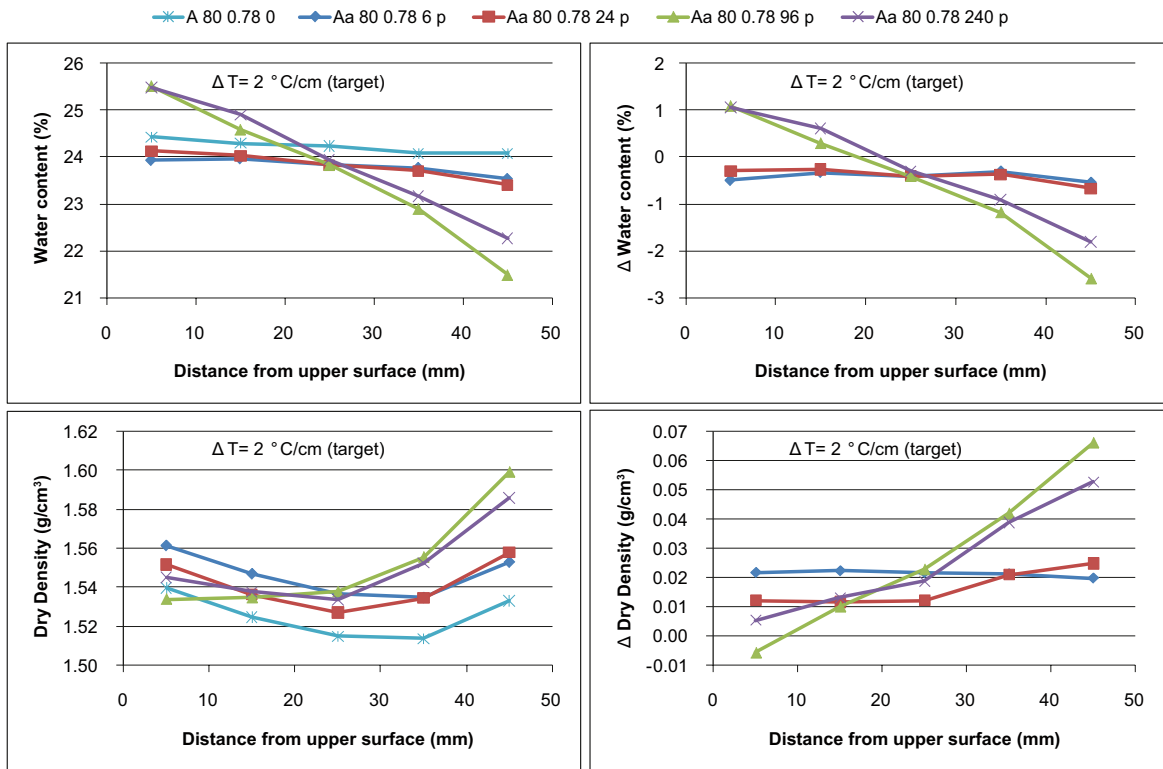 A 80 0.78 0 Aa 80 0.78 6 p Aa 80 0.78 24 p Aa 80 0.78 96 p Aa 80 0.78 240 p
Δ T= 2 °C/cm (target)
Water content (%)
26
25
24
23
22
21
0 10 20 30 40 50
Distance from upper surface (mm)
Δ T= 2 °C/cm (target)
Δ Water content (%)
2
1
0
-1
-2
-3
0 10 20 30 40 50
Distance from upper surface (mm)
Δ T= 2 °C/cm (target)
Dry Density (g/cm³)
1.62
1.60
1.58
1.56
1.54
1.52
1.50
0 10 20 30 40 50
Distance from upper surface (mm)
Δ T= 2 °C/cm (target)
Δ Dry Density (g/cm³)
0.07
0.06
0.05
0.04
0.03
0.02
0.01
0.00
-0.01
0 10 20 30 40 50
Distance from upper surface (mm)